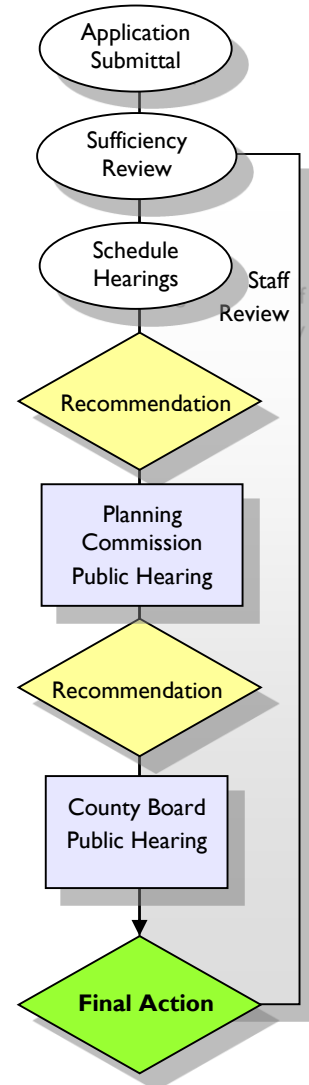 Application
Submittal
Sufficiency
Review
Schedule
Hearings
Staff
Review
Recommendation
Planning
Commission
Public Hearing
Recommendation
County Board
Public Hearing
Final Action